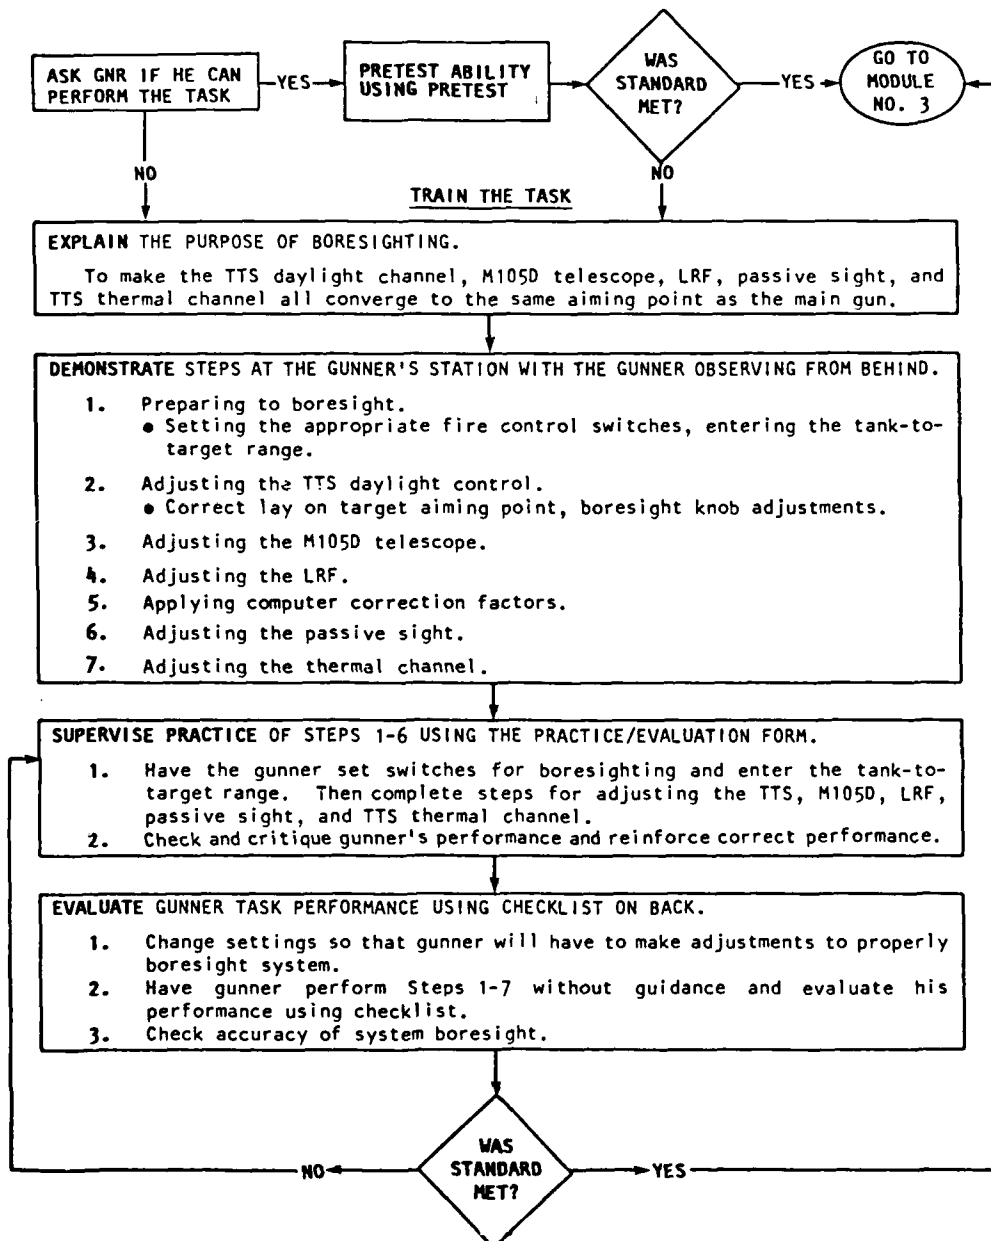 ASK GNR IF HE CAN
PERFORM THE TASK
YES
PRETEST ABILITY
USING PRETEST
WAS
STANDARD
MET?
YES
GO TO
MODULE
NO. 3
NO
NO
TRAIN THE TASK
EXPLAIN THE PURPOSE OF BORESIGHTING.
To make the TTS daylight channel, M105D telescope, LRF, passive sight, and
TTS thermal channel all converge to the same aiming point as the main gun.
DEMONSTRATE STEPS AT THE GUNNER'S STATION WITH THE GUNNER OBSERVING FROM BEHIND.
1. Preparing to boresight.
• Setting the appropriate fire control switches, entering the tank-to-
target range.
2. Adjusting the TTS daylight control.
• Correct lay on target aiming point, boresight knob adjustments.
3. Adjusting the M105D telescope.
4. Adjusting the LRF.
5. Applying computer correction factors.
6. Adjusting the passive sight.
7. Adjusting the thermal channel.
SUPERVISE PRACTICE OF STEPS 1-6 USING THE PRACTICE/EVALUATION FORM.
1. Have the gunner set switches for boresighting and enter the tank-to-
target range. Then complete steps for adjusting the TTS, M105D, LRF,
passive sight, and TTS thermal channel.
2. Check and critique gunner's performance and reinforce correct performance.
EVALUATE GUNNER TASK PERFORMANCE USING CHECKLIST ON BACK.
1. Change settings so that gunner will have to make adjustments to properly
boresight system.
2. Have gunner perform Steps 1-7 without guidance and evaluate his
performance using checklist.
3. Check accuracy of system boresight.
WAS
STANDARD
MET?
NO
YES